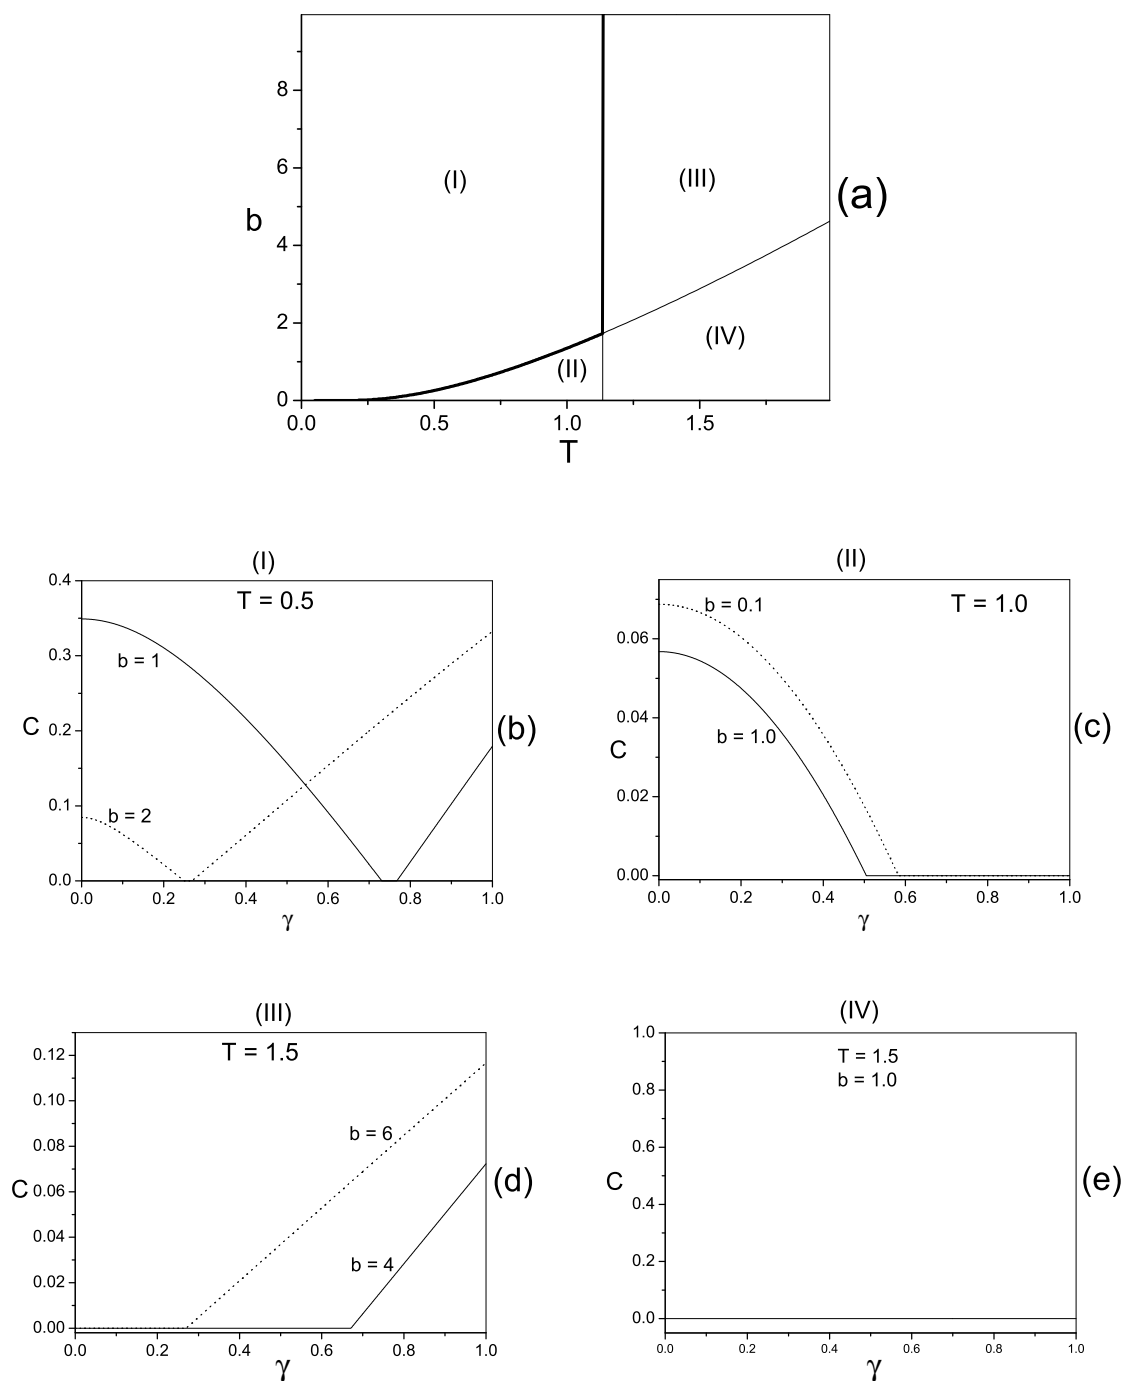 8
(I)
(III)
(a)
6
b
4
(IV)
2
(II)
0
0.0 0.5 1.0 1.5
T
(I)
0.4
T = 0.5
b = 1
0.3
C 0.2
(b)
0.1
b = 2
0.0
0.0 0.2 0.4 0.6 0.8 1.0
γ
(II)
b = 0.1
T = 1.0
0.06
0.04
b = 1.0
C
(c)
0.02
0.00
0.0 0.2 0.4 0.6 0.8 1.0
γ
(III)
T = 1.5
0.12
0.10
b = 6
0.08
C 0.06
(d)
0.04
b = 4
0.02
0.00
0.0 0.2 0.4 0.6 0.8 1.0
γ
(IV)
1.0
T = 1.5
b = 1.0
0.8
0.6
C
(e)
0.4
0.2
0.0
0.0 0.2 0.4 0.6 0.8 1.0
γ